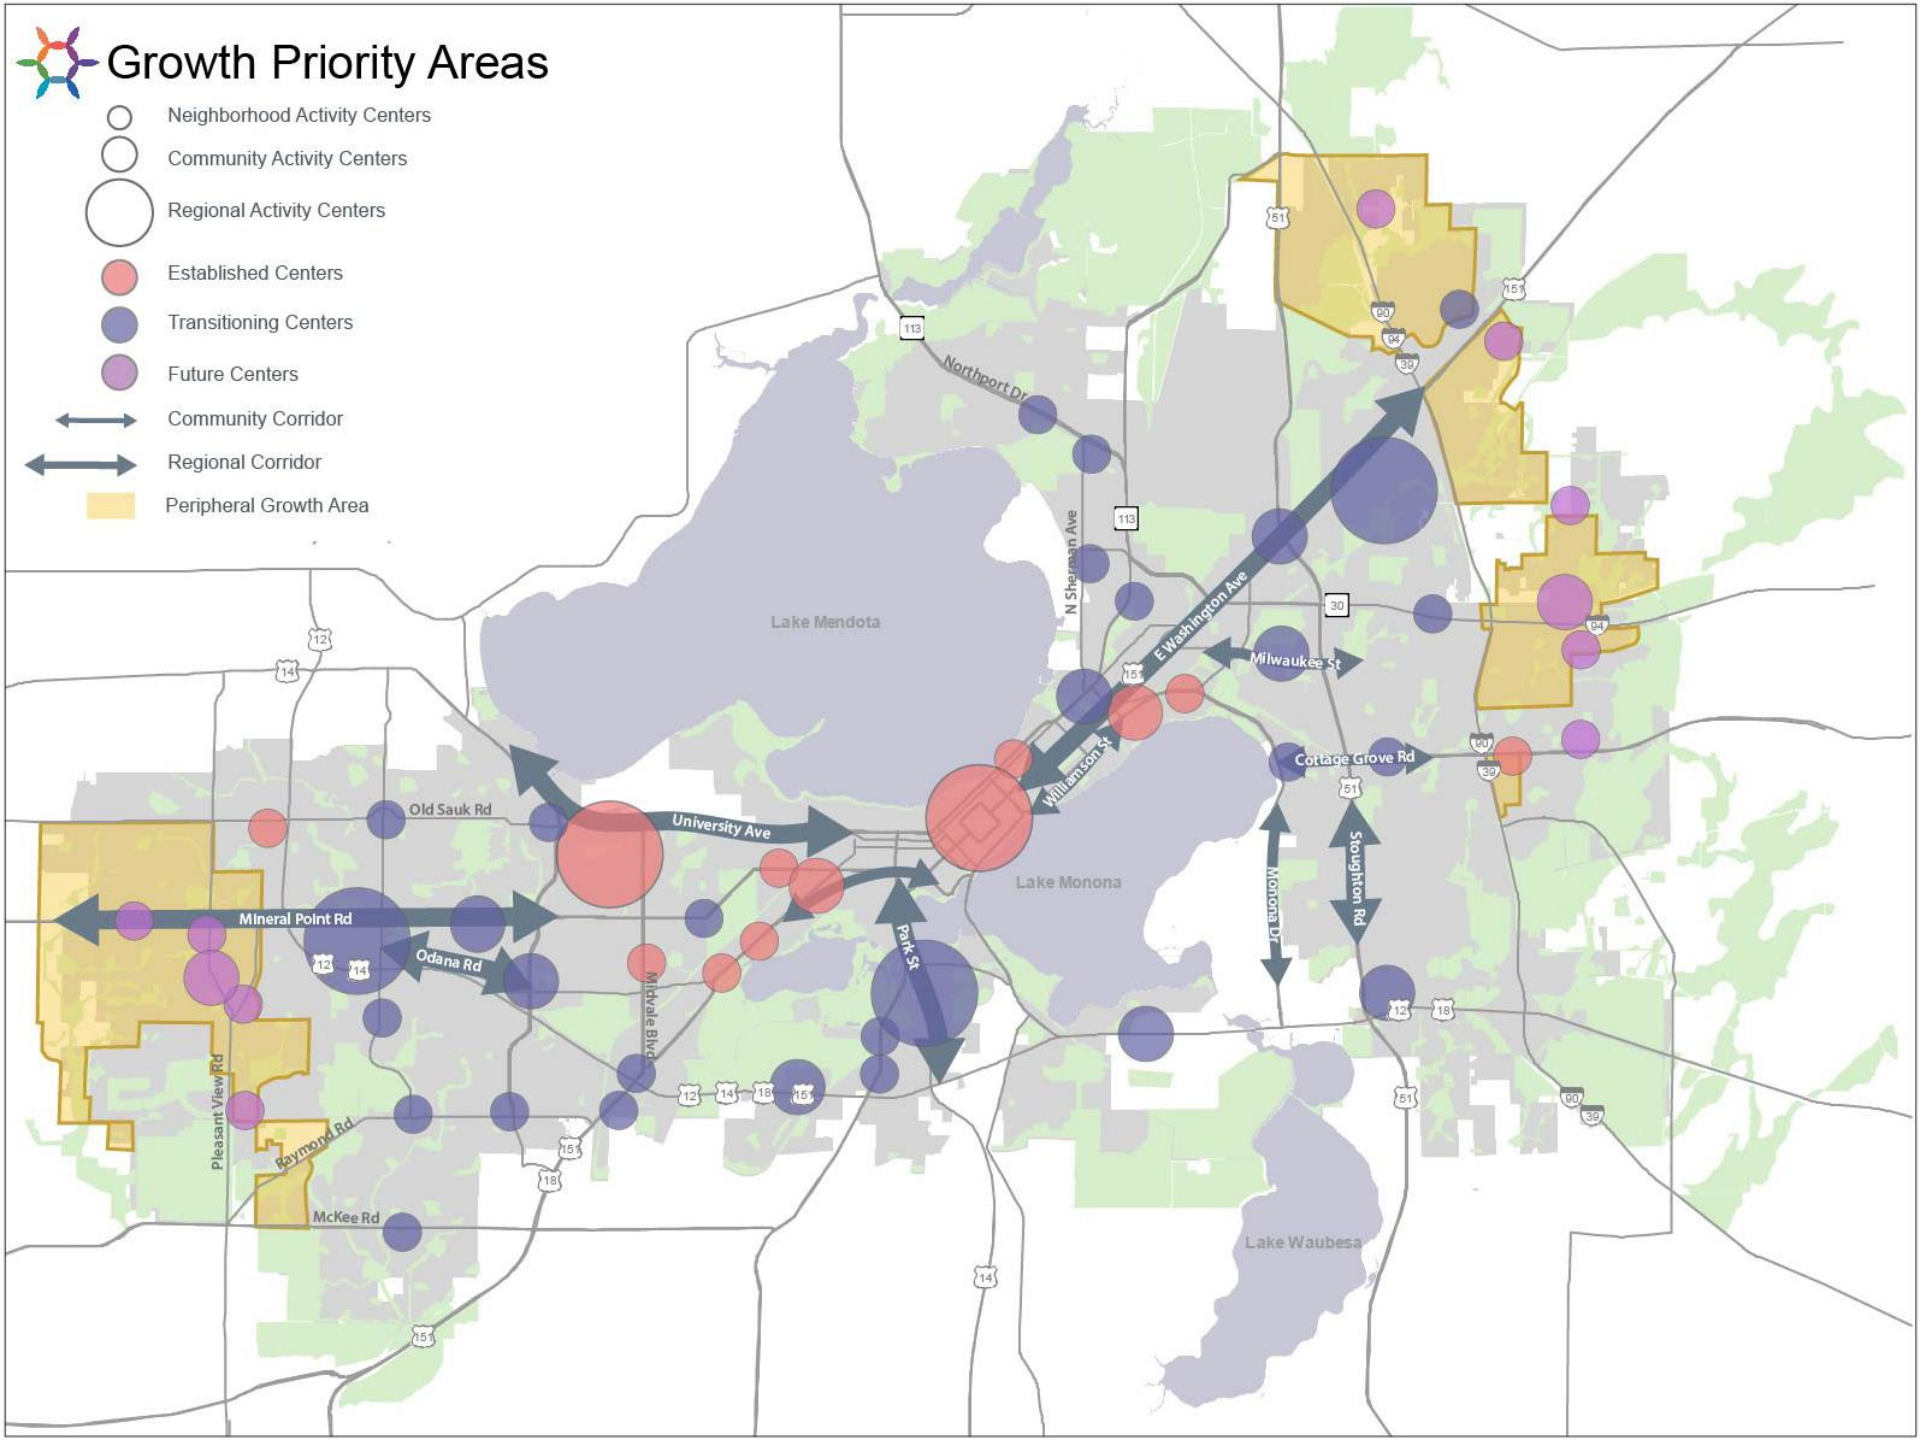 Growth Priority Areas
Neighborhood Activity Centers
Community Activity Centers
Regional Activity Centers
Established Centers
Transitioning Centers
Future Centers
Community Corridor
Regional Corridor
Peripheral Growth Area
51
151
90
94
39
113
Northport Dr
113
N Sherman Ave
E Washington Ave
30
94
Lake Mendota
12
14
Milwaukee St
151
90
39
Cottage Grove Rd
51
Williamson St
Old Sauk Rd
University Ave
Mineral Point Rd
Lake Monona
Monona Dr
Stoughton Rd
Park St
12
14
Odana Rd
Midvale Blvd
12
18
Pleasant View Rd
12
14
18
151
51
90
39
Raymond Rd
151
18
McKee Rd
Lake Waubesa
14
151